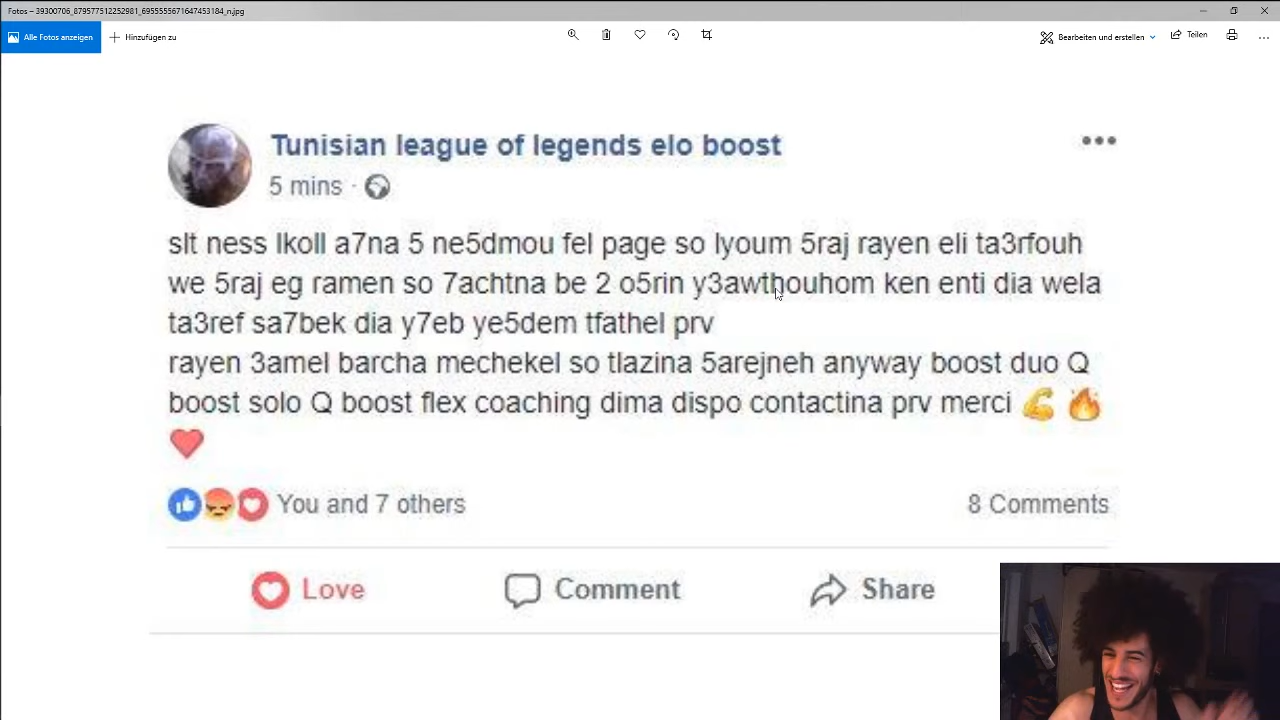 Fotos – 39300706_879577512252981_6955555671647453184_n.jpg
Alle Fotos anzeigen
Hinzufügen zu
Bearbeiten und erstellen
Teilen
Tunisian league of legends elo boost
5 mins ·
slt ness lkoll a7na 5 ne5dmou fel page so lyoum 5raj rayen eli ta3rfouh
we 5raj eg ramen so 7achtna be 2 o5rin y3awthouhom ken enti dia wela
ta3ref sa7bek dia y7eb ye5dem tfathel prv
rayen 3amel barcha mechekel so tlazina 5arejneh anyway boost duo Q
boost solo Q boost flex coaching dima dispo contactina prv merci 💪 🔥
❤️
You and 7 others
8 Comments
Love
Comment
Share